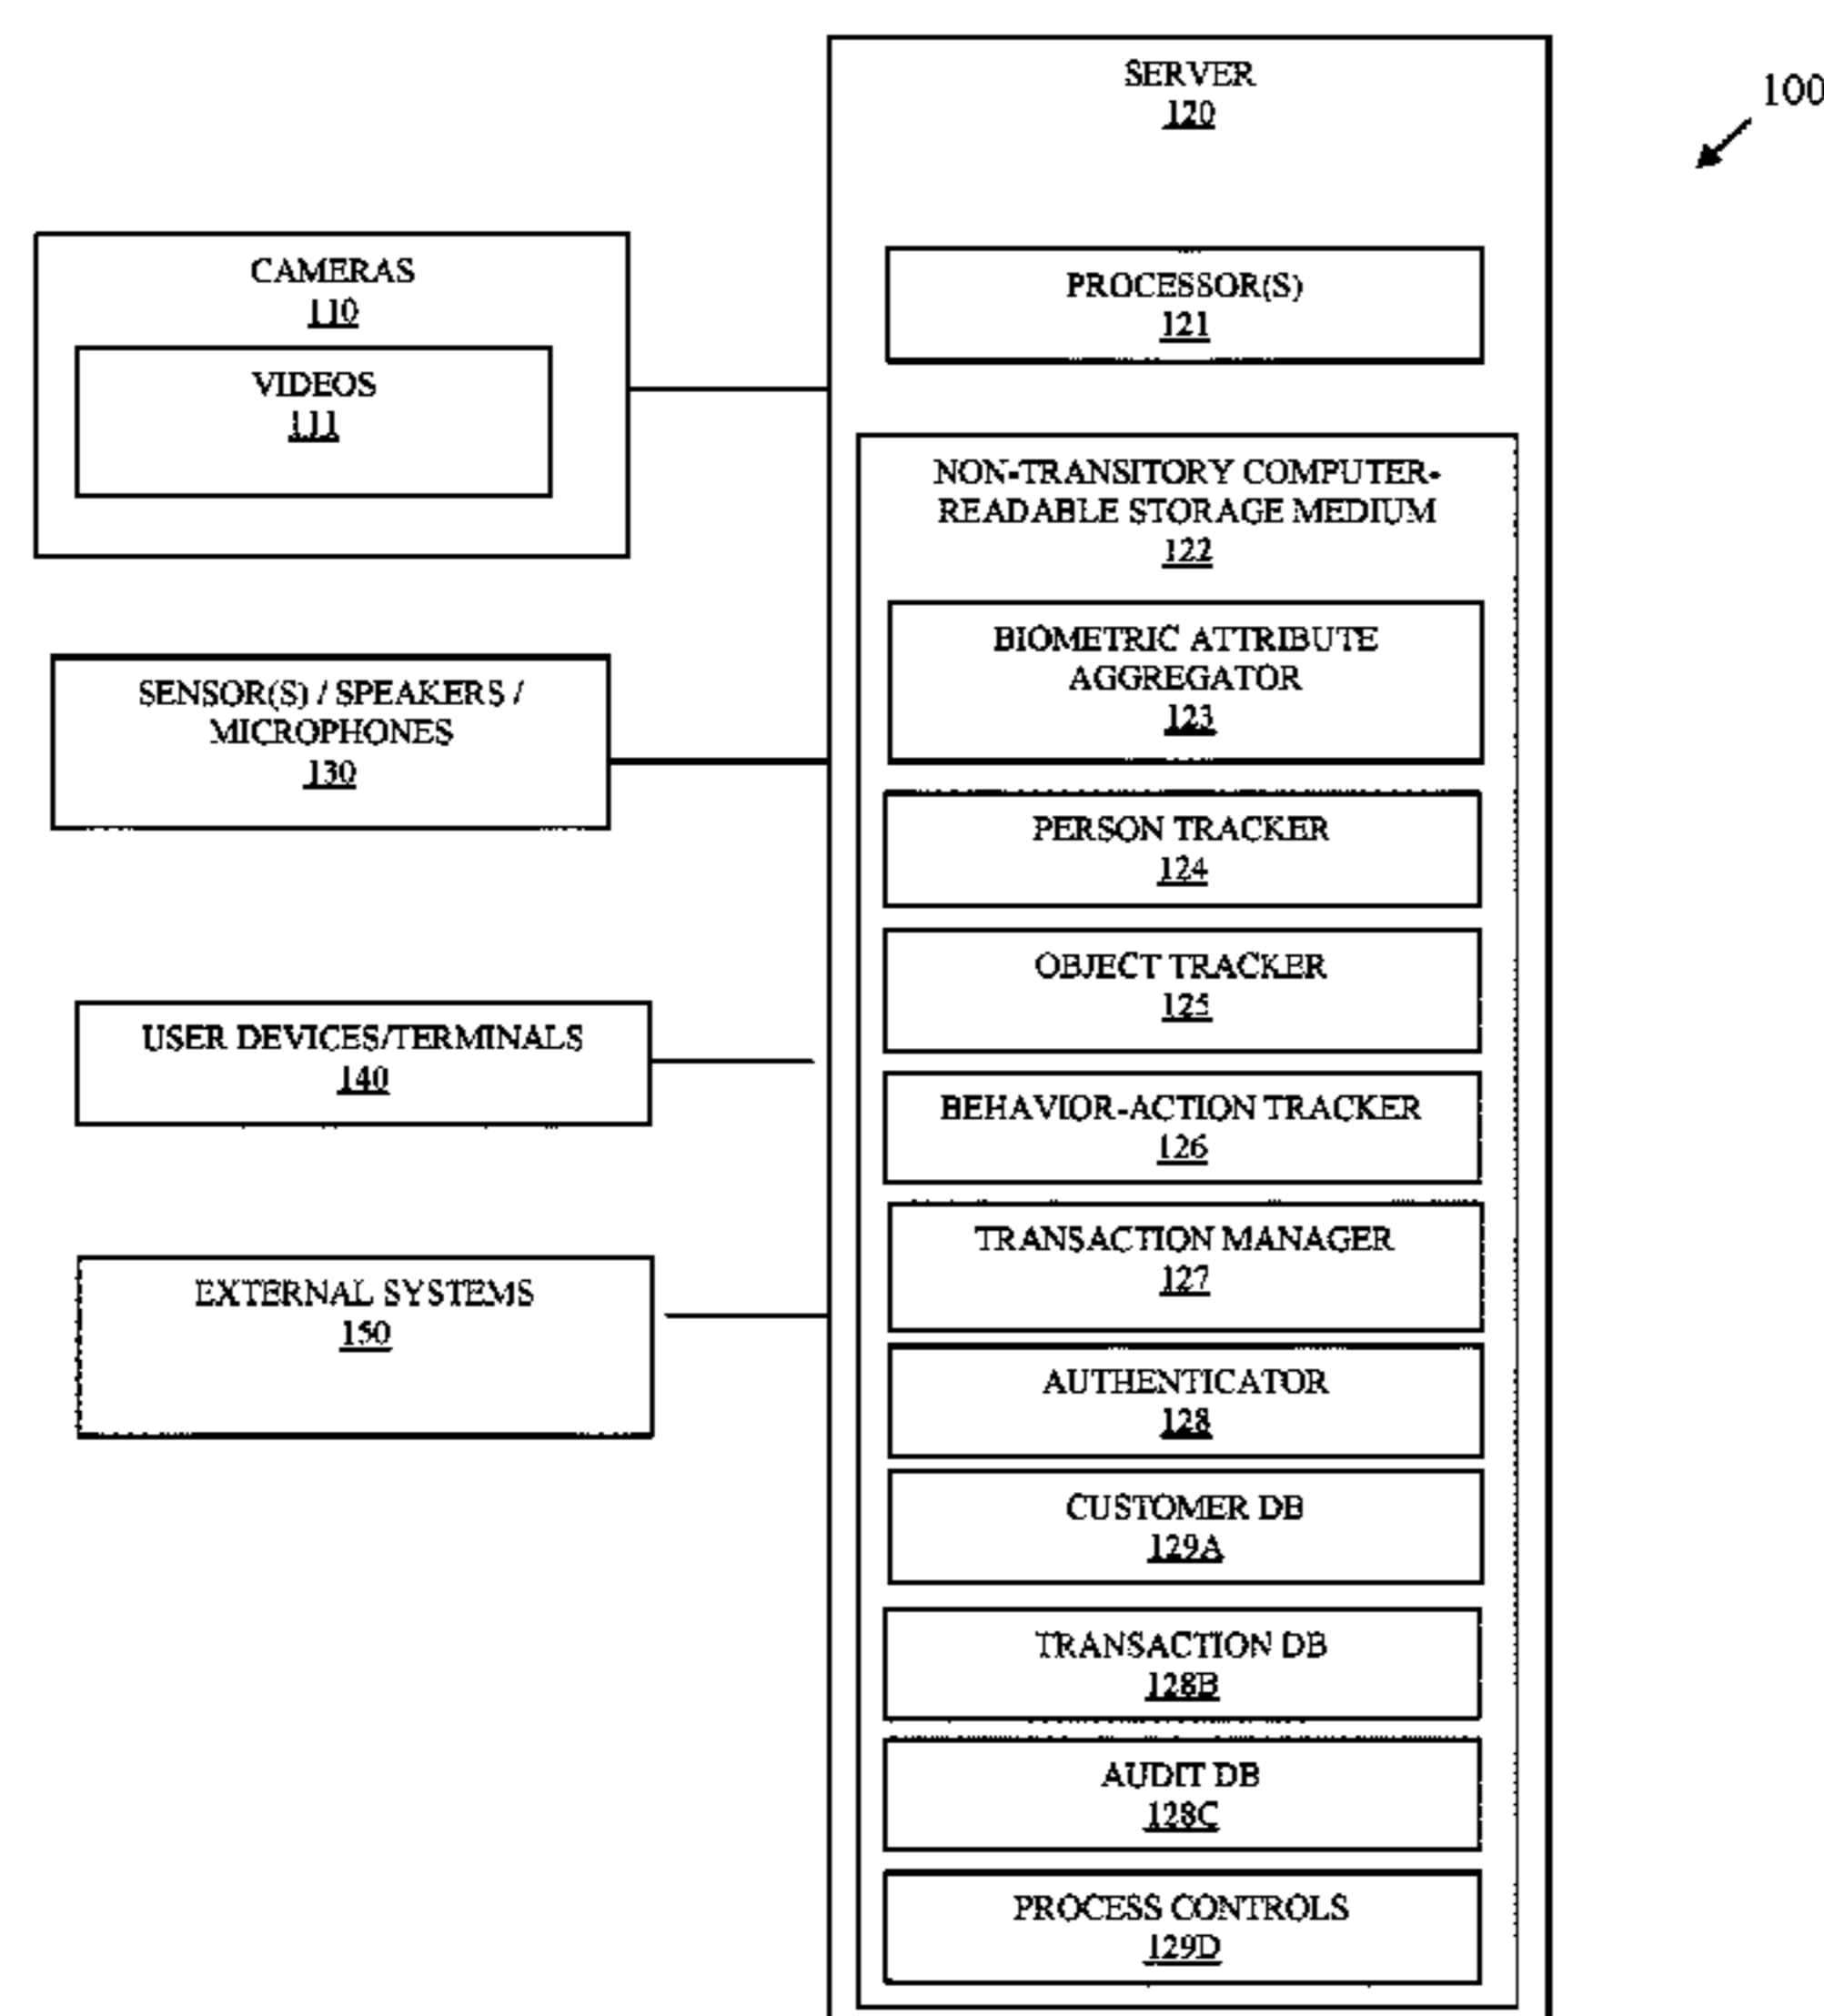 SERVER
120
100
CAMERAS
110
VIDEOS
111
PROCESSOR(S)
121
NON-TRANSITORY COMPUTER-
READABLE STORAGE MEDIUM
122
BIOMETRIC ATTRIBUTE
AGGREGATOR
123
SENSOR(S) / SPEAKERS /
MICROPHONES
130
PERSON TRACKER
124
OBJECT TRACKER
125
USER DEVICES/TERMINALS
140
BEHAVIOR-ACTION TRACKER
126
TRANSACTION MANAGER
127
EXTERNAL SYSTEMS
150
AUTHENTICATOR
128
CUSTOMER DB
129A
TRANSACTION DB
128B
AUDIT DB
128C
PROCESS CONTROLS
129D